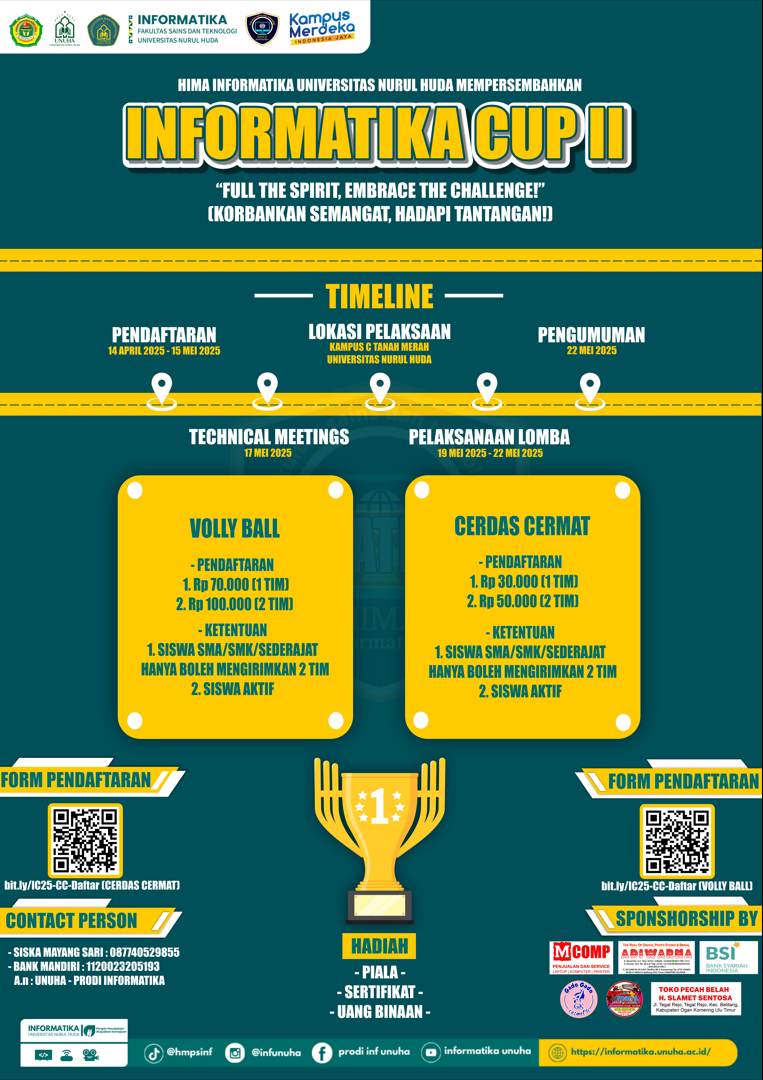 UNUHA
INFORMATIKA
FAKULTAS SAINS DAN TEKNOLOGI
UNIVERSITAS NURUL HUDA
Kampus
Merdeka
INDONESIA JAYA
HIMA INFORMATIKA UNIVERSITAS NURUL HUDA MEMPERSEMBAHKAN
INFORMATIKA CUP II
“FULL THE SPIRIT, EMBRACE THE CHALLENGE!”
(KORBANKAN SEMANGAT, HADAPI TANTANGAN!)
TIMELINE
PENDAFTARAN
14 APRIL 2025 - 15 MEI 2025
LOKASI PELAKSAAN
KAMPUS C TANAH MERAH
UNIVERSITAS NURUL HUDA
PENGUMUMAN
22 MEI 2025
TECHNICAL MEETINGS
17 MEI 2025
PELAKSANAAN LOMBA
19 MEI 2025 - 22 MEI 2025
VOLLY BALL
- PENDAFTARAN
1. Rp 70.000 (1 TIM)
2. Rp 100.000 (2 TIM)
- KETENTUAN
1. SISWA SMA/SMK/SEDERAJAT
HANYA BOLEH MENGIRIMKAN 2 TIM
2. SISWA AKTIF
CERDAS CERMAT
- PENDAFTARAN
1. Rp 30.000 (1 TIM)
2. Rp 50.000 (2 TIM)
- KETENTUAN
1. SISWA SMA/SMK/SEDERAJAT
HANYA BOLEH MENGIRIMKAN 2 TIM
2. SISWA AKTIF
FORM PENDAFTARAN
bit.ly/IC25-CC-Daftar (CERDAS CERMAT)
CONTACT PERSON
- SISKA MAYANG SARI : 087740529855
- BANK MANDIRI : 1120023205193
A.n : UNUHA - PRODI INFORMATIKA
1
HADIAH
- PIALA -
- SERTIFIKAT -
- UANG BINAAN -
FORM PENDAFTARAN
bit.ly/IC25-CC-Daftar (VOLLY BALL)
SPONSHORSHIP BY
MCOMP
PENJUALAN DAN SERVICE
LAPTOP | KOMPUTER | PRINTER
ADIWARNA
BSI
BANK SYARIAH
INDONESIA
Gado Gado
TOKO PECAH BELAH
H. SLAMET SENTOSA
Jl. Tegal Rejo, Tegal Rejo, Kec. Belitang,
Kabupaten Ogan Komering Ulu Timur
INFORMATIKA
UNIVERSITAS NURUL HUDA
@hmpsinf
@infunuha
prodi inf unuha
informatika unuha
https://informatika.unuha.ac.id/